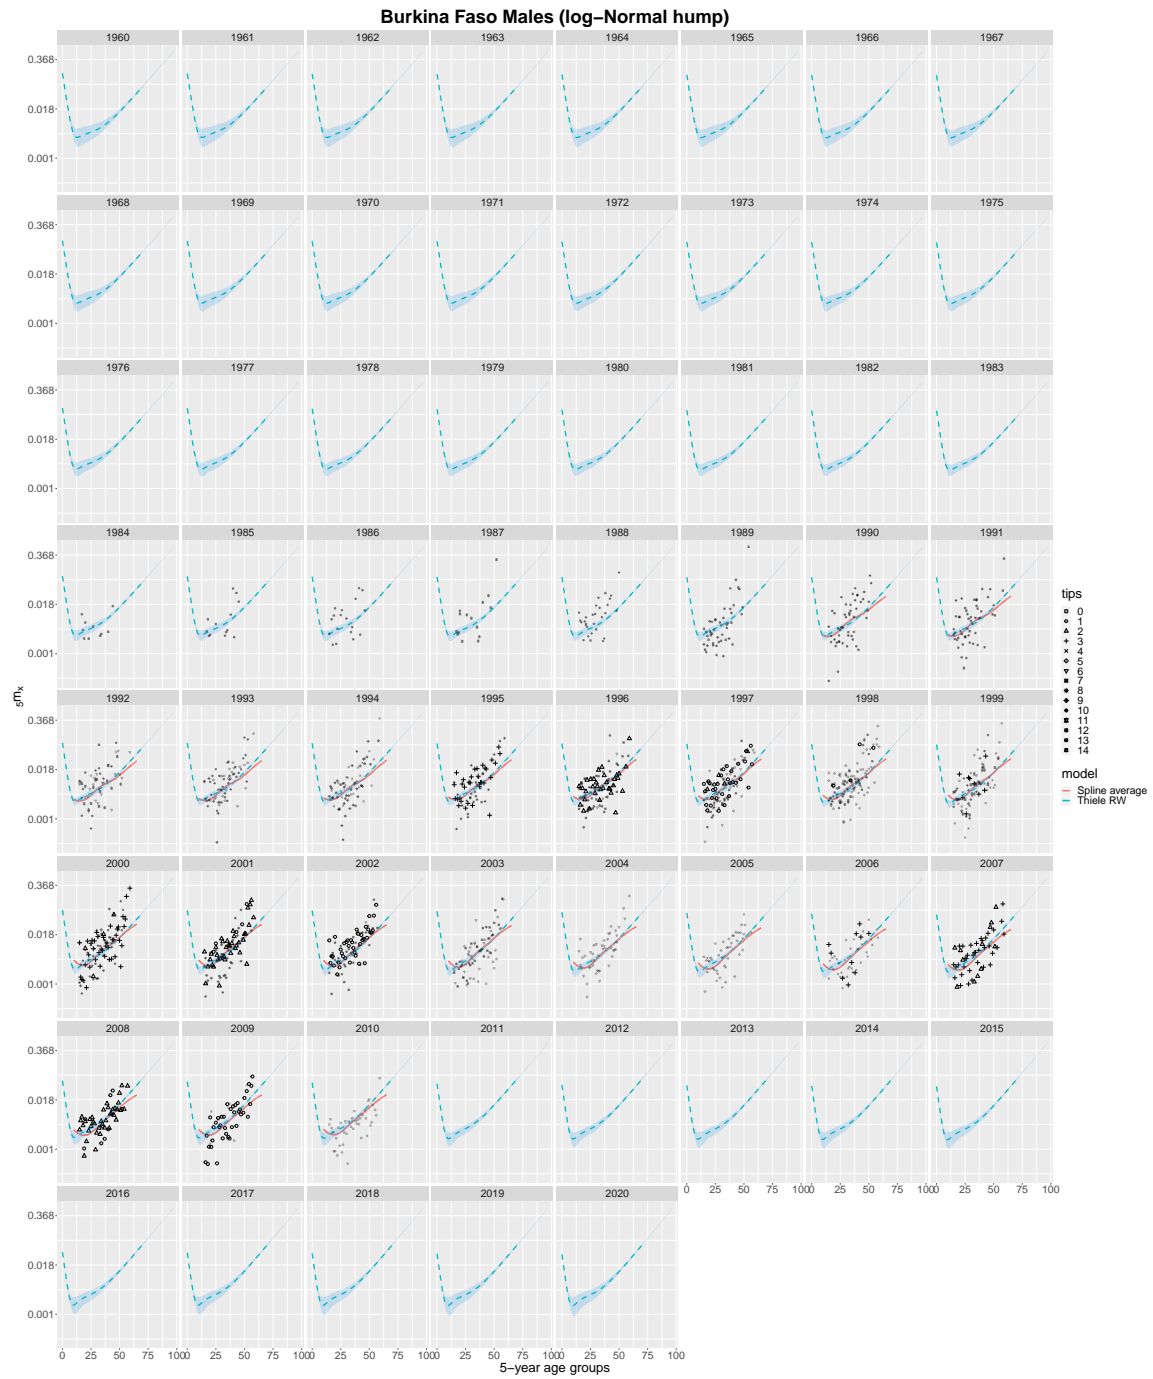 Burkina Faso Males (log−Normal hump)
1960 1961 1962 1963 1964 1965 1966 1967
0.368
0.018
0.001
1968 1969 1970 1971 1972 1973 1974 1975
0.368
0.018
0.001
1976 1977 1978 1979 1980 1981 1982 1983
0.368
0.018
0.001
1984 1985 1986 1987 1988 1989 1990 1991
0.368
0.018
0.001
1992 1993 1994 1995 1996 1997 1998 1999
0.368
0.018
0.001
2000 2001 2002 2003 2004 2005 2006 2007
0.368
0.018
0.001
2008 2009 2010 2011 2012 2013 2014 2015
0.368
0.018
0.001
0 25 50 75 100 0 25 50 75 100 0 25 50 75 100
2016 2017 2018 2019 2020
0.368
0.018
0.001
0 25 50 75 100 0 25 50 75 100 0 25 50 75 100 0 25 50 75 100 0 25 50 75 100
5−year age groups
5mx
tips
0
1
2
3
4
5
6
7
8
9
10
11
12
13
14
model
Spline average
Thiele RW